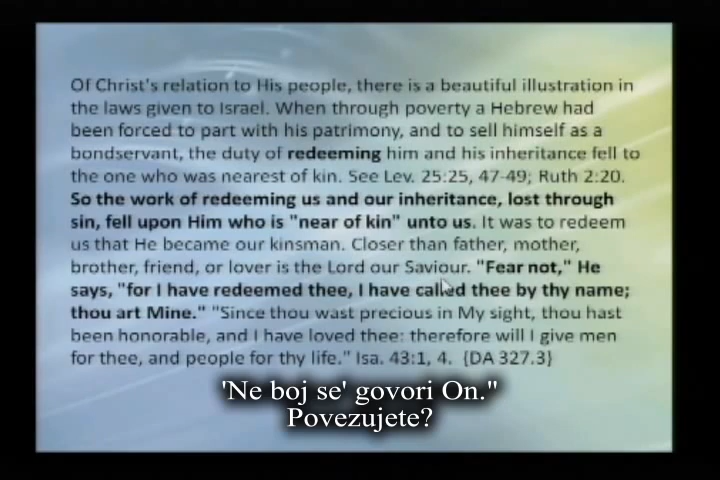 Of Christ's relation to His people, there is a beautiful illustration in
the laws given to Israel. When through poverty a Hebrew had
been forced to part with his patrimony, and to sell himself as a
bondservant, the duty of redeeming him and his inheritance fell to
the one who was nearest of kin. See Lev. 25:25, 47-49; Ruth 2:20.
So the work of redeeming us and our inheritance, lost through
sin, fell upon Him who is "near of kin" unto us. It was to redeem
us that He became our kinsman. Closer than father, mother,
brother, friend, or lover is the Lord our Saviour. "Fear not," He
says, "for I have redeemed thee, I have called thee by thy name;
thou art Mine." "Since thou wast precious in My sight, thou hast
been honorable, and I have loved thee: therefore will I give men
for thee, and people for thy life." Isa. 43:1, 4. {DA 327.3}
'Ne boj se' govori On."
Povezujete?